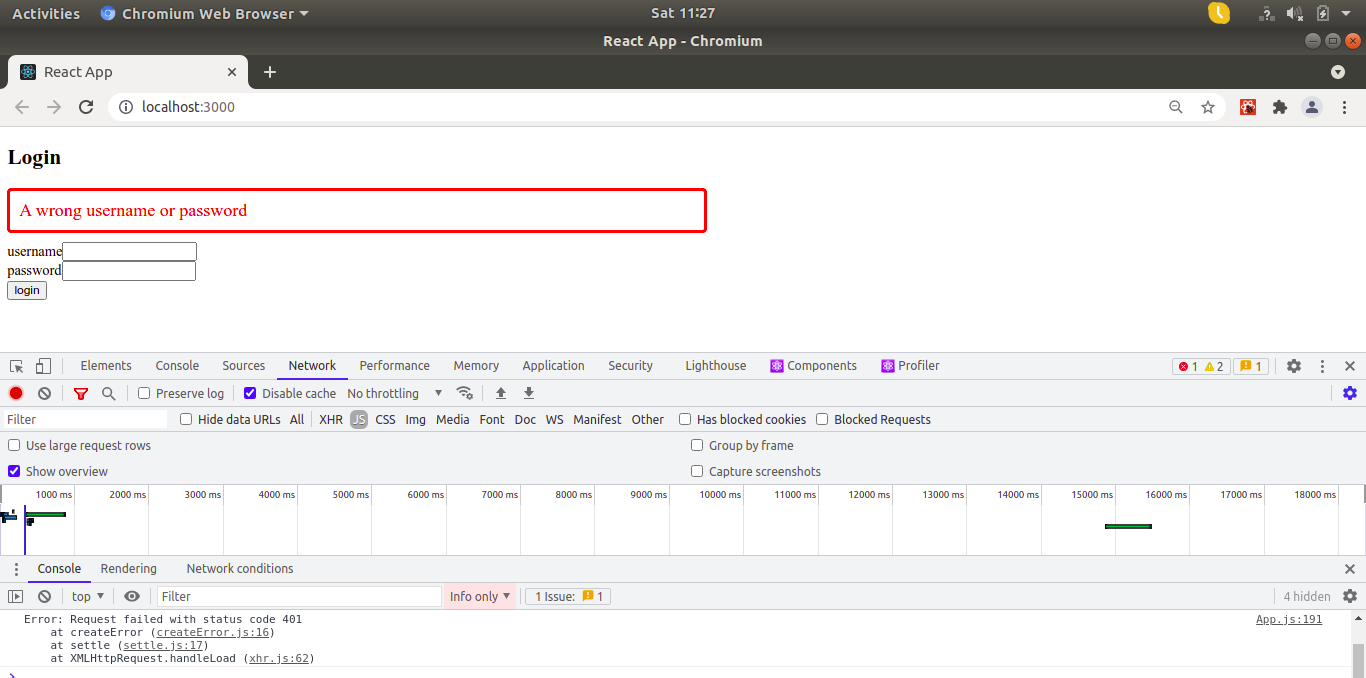 Activities Chromium Web Browser Sat 11:27
React App - Chromium
React App
localhost:3000
Login
A wrong username or password
username
password
login
Elements Console Sources Network Performance Memory Application Security Lighthouse Components Profiler 1 2 1
Preserve log Disable cache No throttling
Filter Hide data URLs All XHR JS CSS Img Media Font Doc WS Manifest Other Has blocked cookies Blocked Requests
Use large request rows Group by frame
Show overview Capture screenshots
1000 ms 2000 ms 3000 ms 4000 ms 5000 ms 6000 ms 7000 ms 8000 ms 9000 ms 10000 ms 11000 ms 12000 ms 13000 ms 14000 ms 15000 ms 16000 ms 17000 ms 18000 ms
Console Rendering Network conditions
top Filter Info only 1 Issue: 1 4 hidden
Error: Request failed with status code 401 App.js:191
at createError (createError.js:16)
at settle (settle.js:17)
at XMLHttpRequest.handleLoad (xhr.js:62)